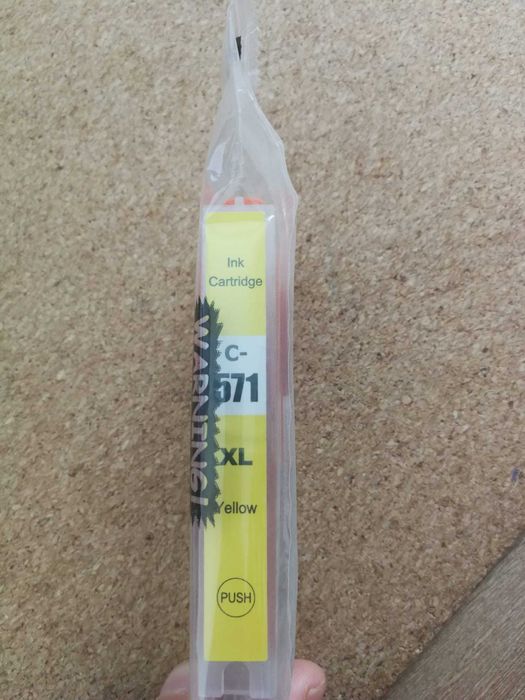 Ink
Cartridge
C-
571
XL
Yellow
PUSH
WARNING!